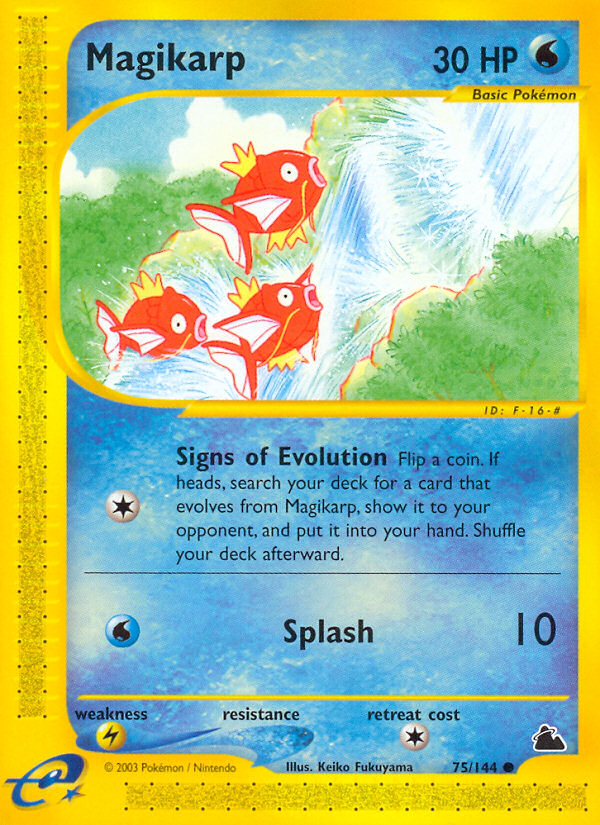 Magikarp 30 HP
Basic Pokémon
ID: F-16-#
Signs of Evolution Flip a coin. If
heads, search your deck for a card that
evolves from Magikarp, show it to your
opponent, and put it into your hand. Shuffle
your deck afterward.
Splash 10
weakness resistance retreat cost
© 2003 Pokémon / Nintendo Illus. Keiko Fukuyama 75/144